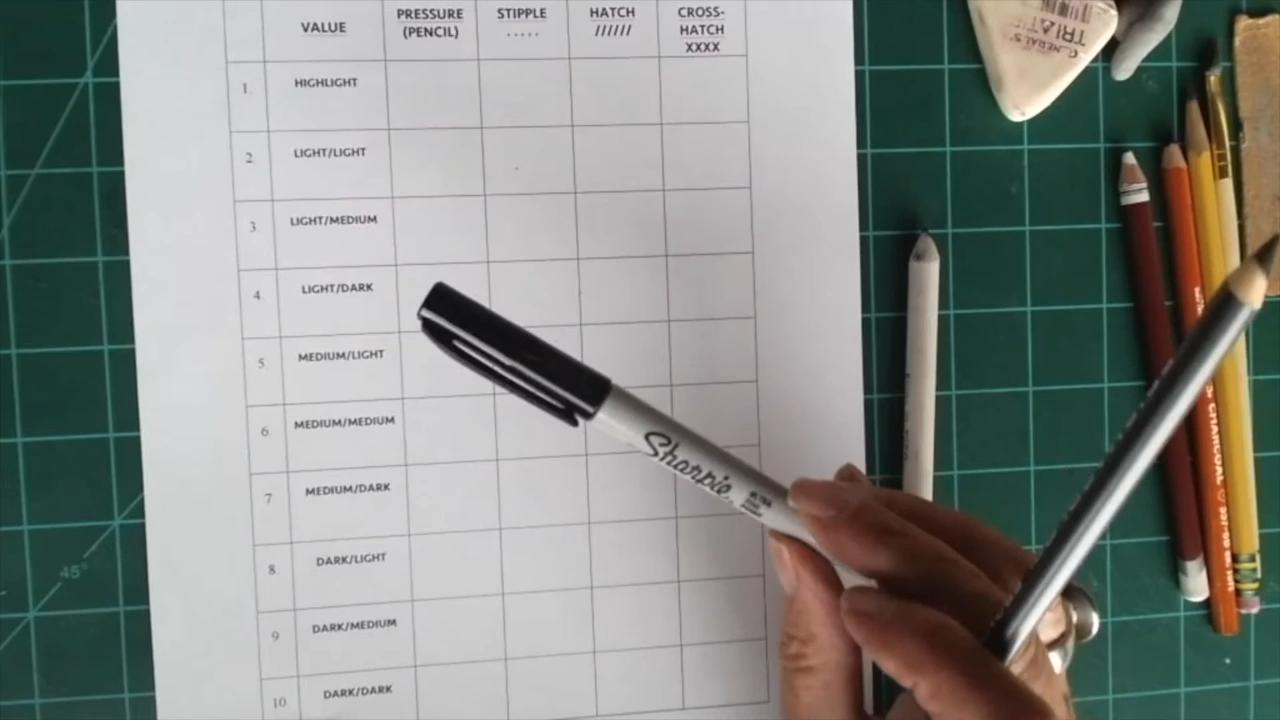 VALUE
PRESSURE
(PENCIL)
STIPPLE
.....
HATCH
//////
CROSS-
HATCH
XXXX
1. HIGHLIGHT
2. LIGHT/LIGHT
3. LIGHT/MEDIUM
4. LIGHT/DARK
5. MEDIUM/LIGHT
6. MEDIUM/MEDIUM
7 MEDIUM/DARK
8. DARK/LIGHT
9 DARK/MEDIUM
10. DARK/DARK
Sharpie
TRI
CHARCOAL
45°